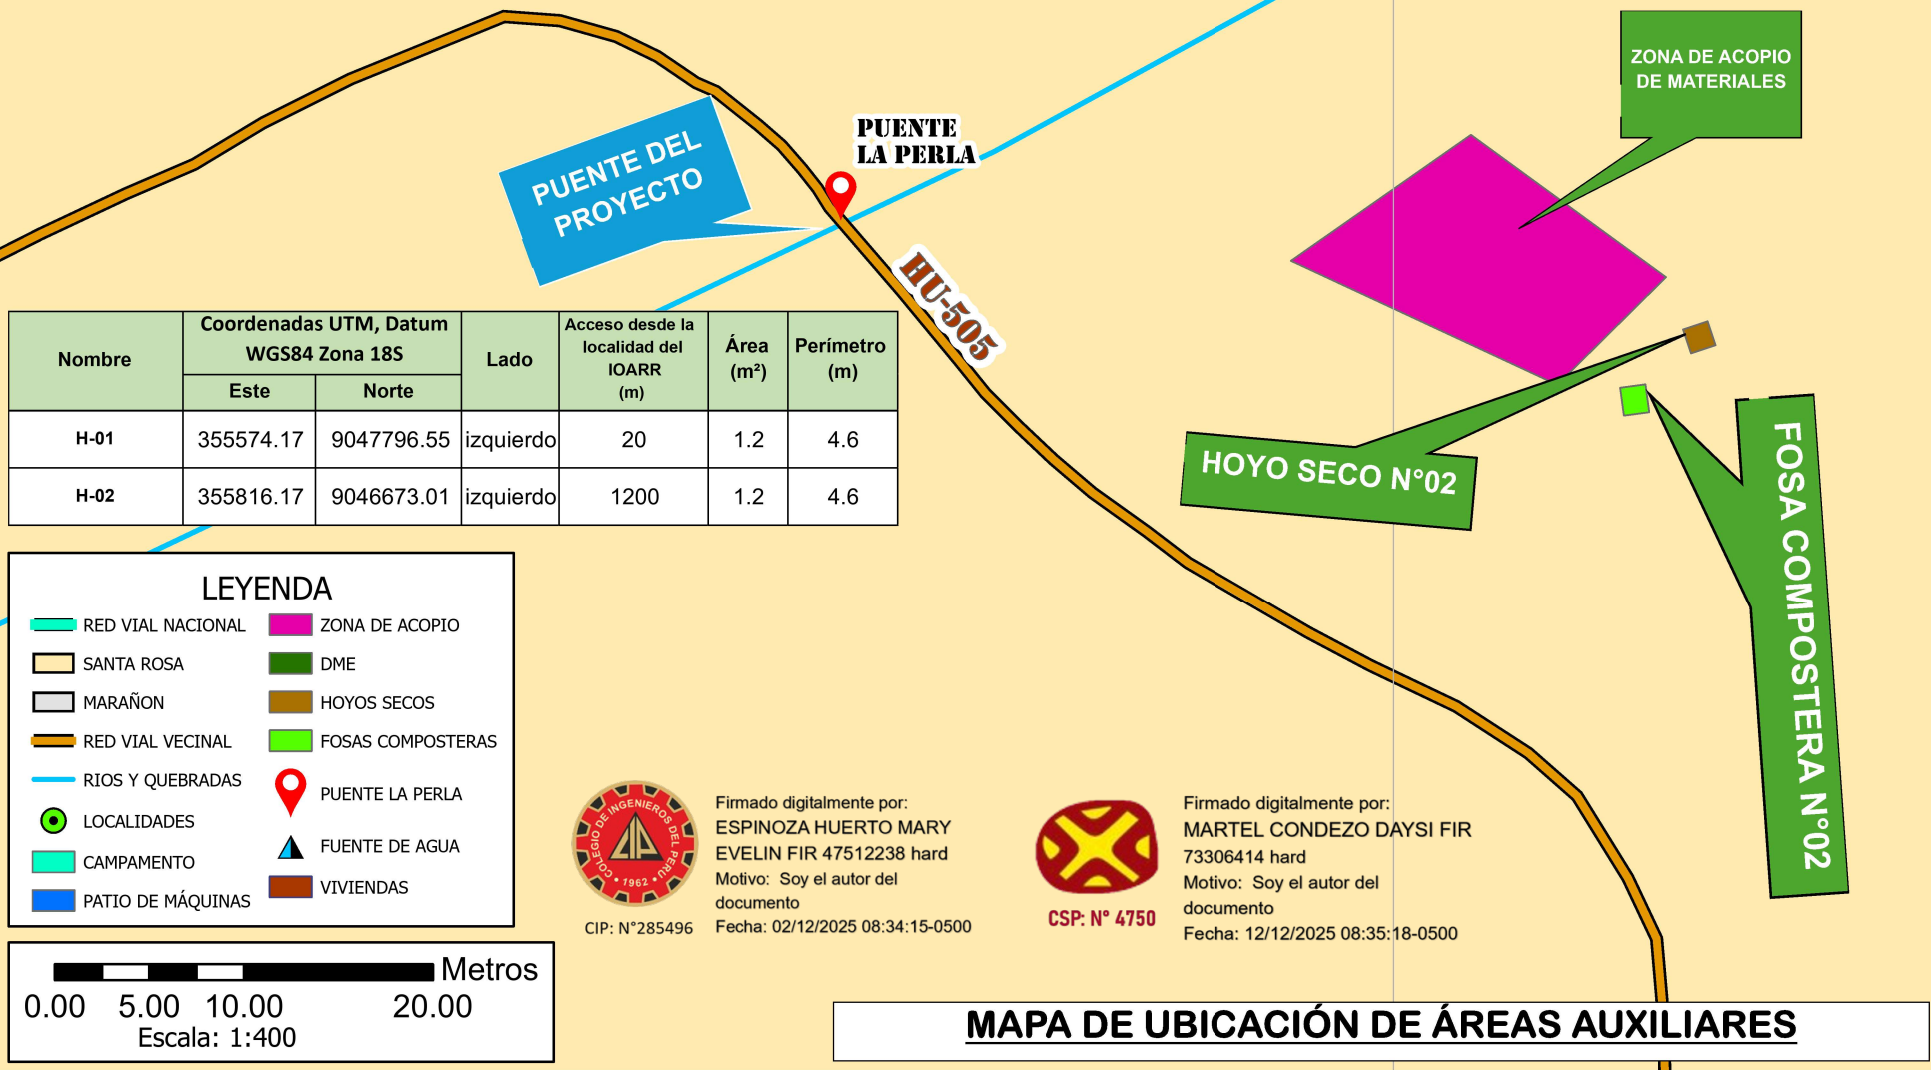 ZONA DE ACOPIO
DE MATERIALES
PUENTE
LA PERLA
PUENTE DEL
PROYECTO
HU-505
Nombre
Coordenadas UTM, Datum
WGS84 Zona 18S
Este
Norte
Lado
Acceso desde la
localidad del
IOARR
(m)
Área
(m²)
Perímetro
(m)
H-01 355574.17 9047796.55 izquierdo 20 1.2 4.6
H-02 355816.17 9046673.01 izquierdo 1200 1.2 4.6
HOYO SECO N°02
FOSA COMPOSTERA N°02
LEYENDA
RED VIAL NACIONAL
SANTA ROSA
MARAÑON
RED VIAL VECINAL
RIOS Y QUEBRADAS
LOCALIDADES
CAMPAMENTO
PATIO DE MÁQUINAS
ZONA DE ACOPIO
DME
HOYOS SECOS
FOSAS COMPOSTERAS
PUENTE LA PERLA
FUENTE DE AGUA
VIVIENDAS
COLEGIO DE INGENIEROS DEL PERU
CIP
• 1962 •
CIP: N°285496
Firmado digitalmente por:
ESPINOZA HUERTO MARY
EVELIN FIR 47512238 hard
Motivo: Soy el autor del
documento
Fecha: 02/12/2025 08:34:15-0500
CSP: N° 4750
Firmado digitalmente por:
MARTEL CONDEZO DAYSI FIR
73306414 hard
Motivo: Soy el autor del
documento
Fecha: 12/12/2025 08:35:18-0500
Metros
0.00 5.00 10.00 20.00
Escala: 1:400
MAPA DE UBICACIÓN DE ÁREAS AUXILIARES